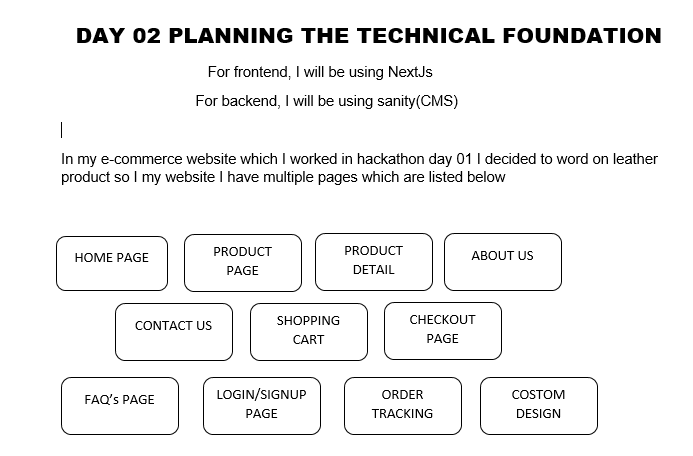 DAY 02 PLANNING THE TECHNICAL FOUNDATION
For frontend, I will be using NextJs
For backend, I will be using sanity(CMS)
In my e-commerce website which I worked in hackathon day 01 I decided to word on leather
product so I my website I have multiple pages which are listed below
HOME PAGE
PRODUCT
PAGE
PRODUCT
DETAIL
ABOUT US
CONTACT US
SHOPPING
CART
CHECKOUT
PAGE
FAQ's PAGE
LOGIN/SIGNUP
PAGE
ORDER
TRACKING
COSTOM
DESIGN